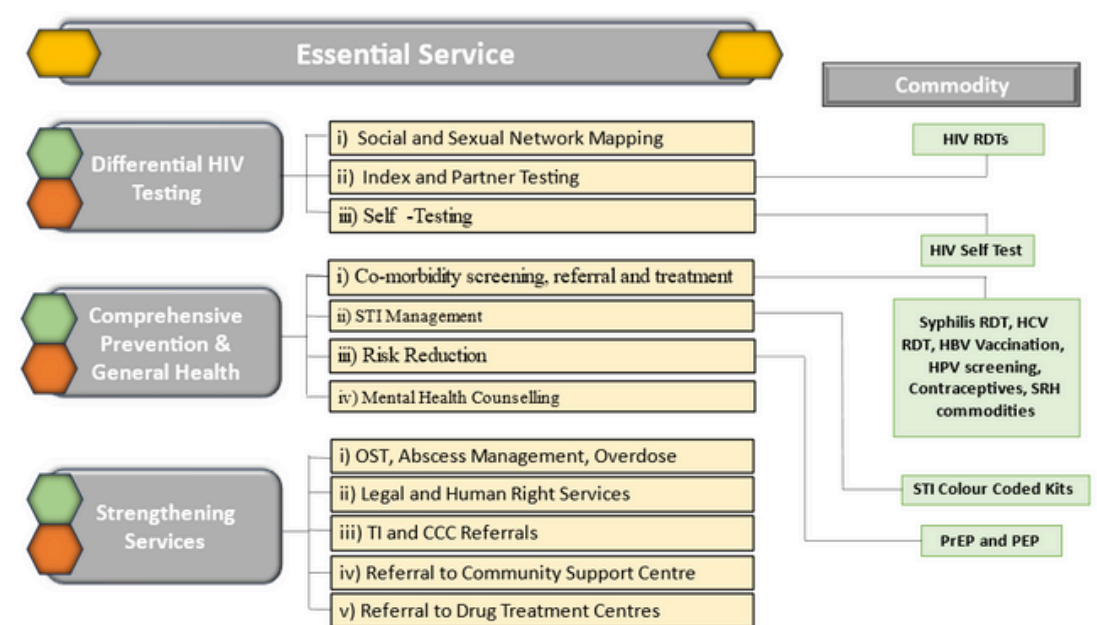 Essential Service
Commodity
Differential HIV
Testing
i) Social and Sexual Network Mapping
ii) Index and Partner Testing
iii) Self -Testing
HIV RDTs
HIV Self Test
Comprehensive
Prevention &
General Health
i) Co-morbidity screening, referral and treatment
ii) STI Management
iii) Risk Reduction
iv) Mental Health Counselling
Syphilis RDT, HCV
RDT, HBV Vaccination,
HPV screening,
Contraceptives, SRH
commodities
STI Colour Coded Kits
PrEP and PEP
Strengthening
Services
i) OST, Abscess Management, Overdose
ii) Legal and Human Right Services
iii) TI and CCC Referrals
iv) Referral to Community Support Centre
v) Referral to Drug Treatment Centres